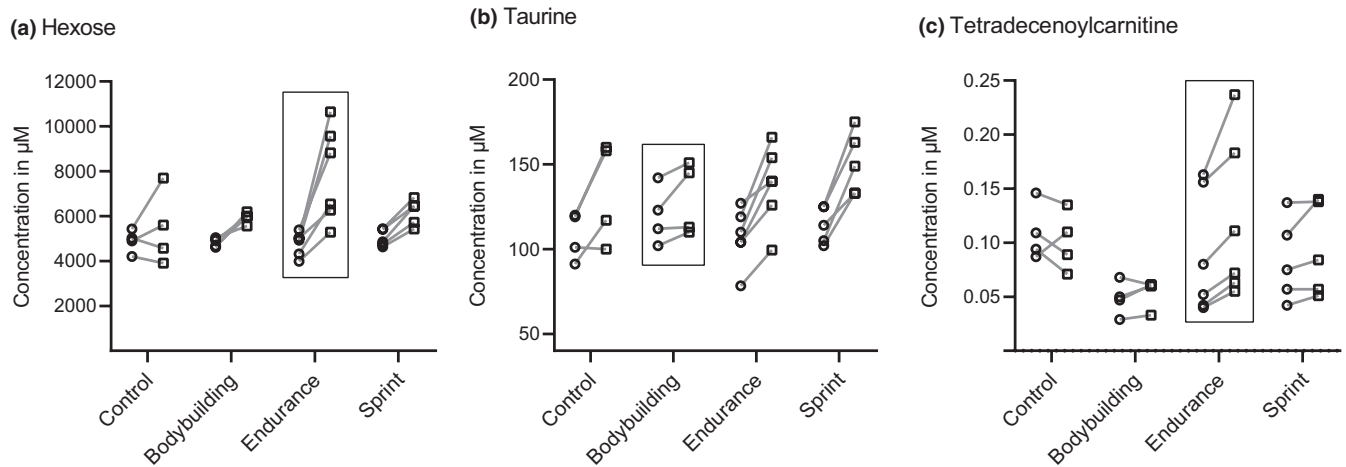 (a) Hexose
12000
10000
8000
6000
4000
2000
Concentration in µM
Control
Bodybuilding
Endurance
Sprint
(b) Taurine
200
150
100
50
Concentration in µM
Control
Bodybuilding
Endurance
Sprint
(c) Tetradecenoylcarnitine
0.25
0.20
0.15
0.10
0.05
Concentration in µM
Control
Bodybuilding
Endurance
Sprint